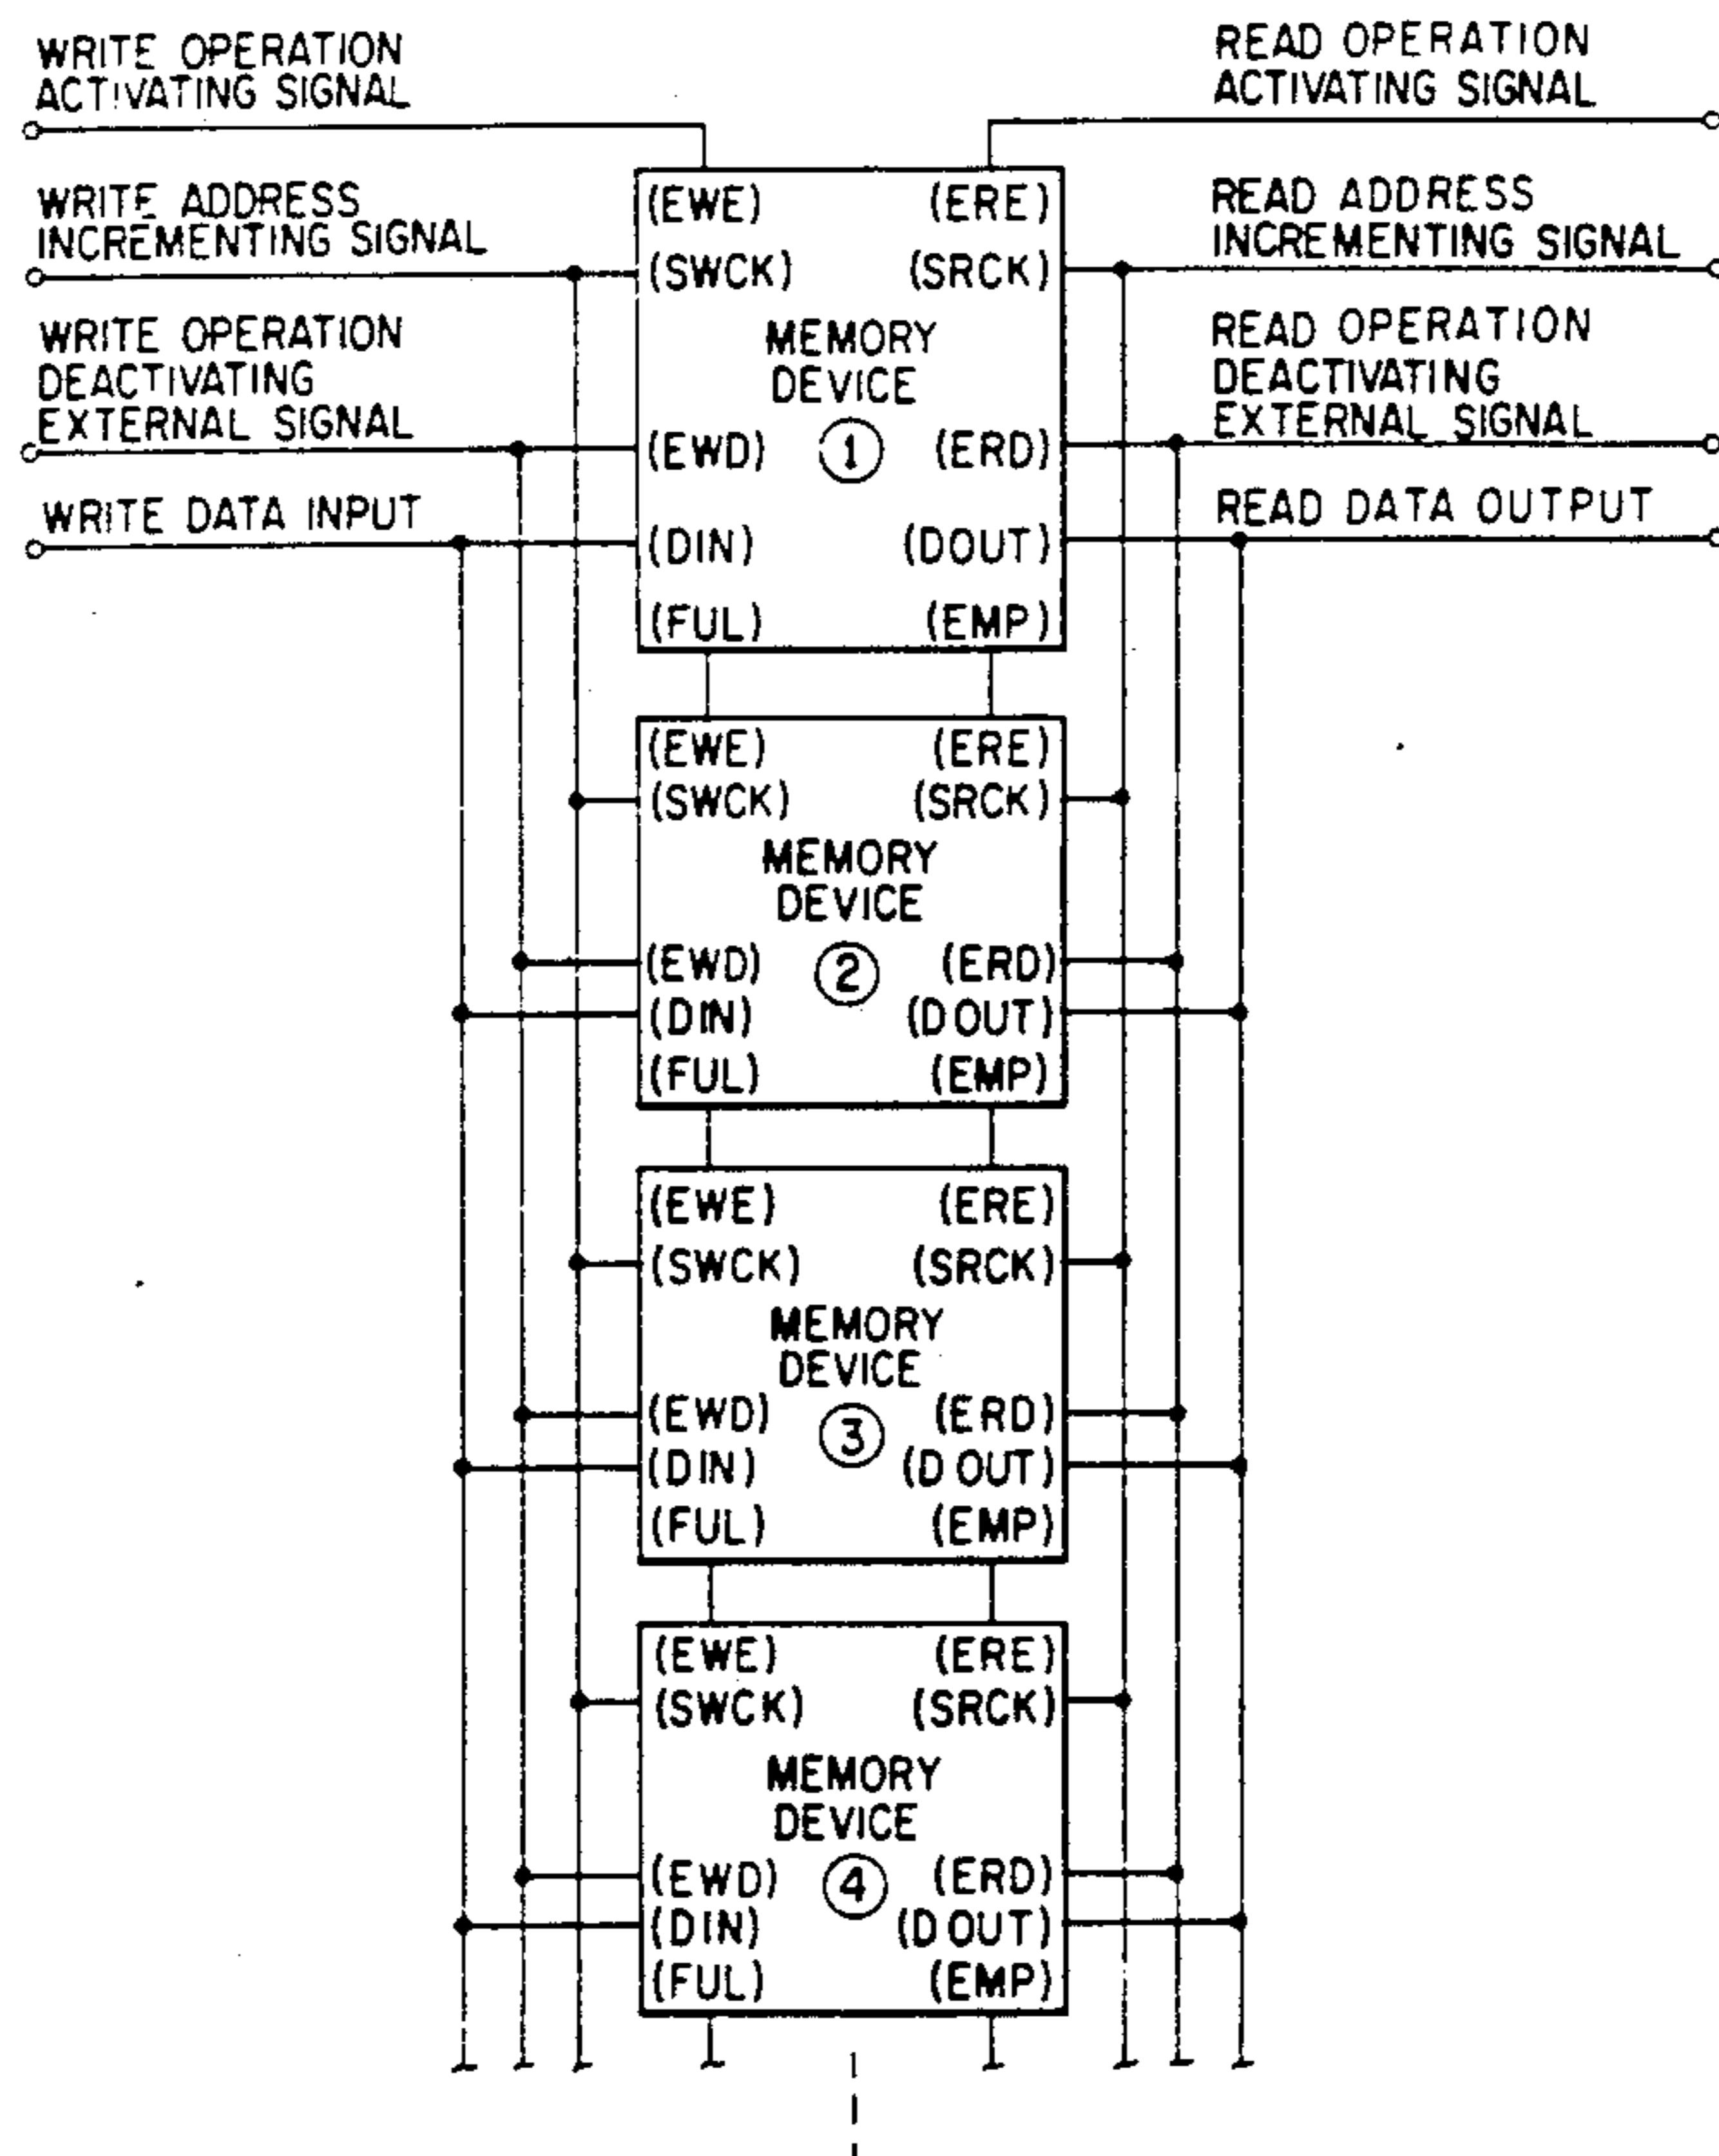 WRITE OPERATION
ACTIVATING SIGNAL
READ OPERATION
ACTIVATING SIGNAL
WRITE ADDRESS
INCREMENTING SIGNAL
READ ADDRESS
INCREMENTING SIGNAL
WRITE OPERATION
DEACTIVATING
EXTERNAL SIGNAL
READ OPERATION
DEACTIVATING
EXTERNAL SIGNAL
WRITE DATA INPUT
READ DATA OUTPUT
(EWE) (ERE)
(SWCK) (SRCK)
MEMORY
DEVICE
(EWD) 1 (ERD)
(DIN) (DOUT)
(FUL) (EMP)
(EWE) (ERE)
(SWCK) (SRCK)
MEMORY
DEVICE
(EWD) 2 (ERD)
(DIN) (DOUT)
(FUL) (EMP)
(EWE) (ERE)
(SWCK) (SRCK)
MEMORY
DEVICE
(EWD) 3 (ERD)
(DIN) (DOUT)
(FUL) (EMP)
(EWE) (ERE)
(SWCK) (SRCK)
MEMORY
DEVICE
(EWD) 4 (ERD)
(DIN) (DOUT)
(FUL) (EMP)